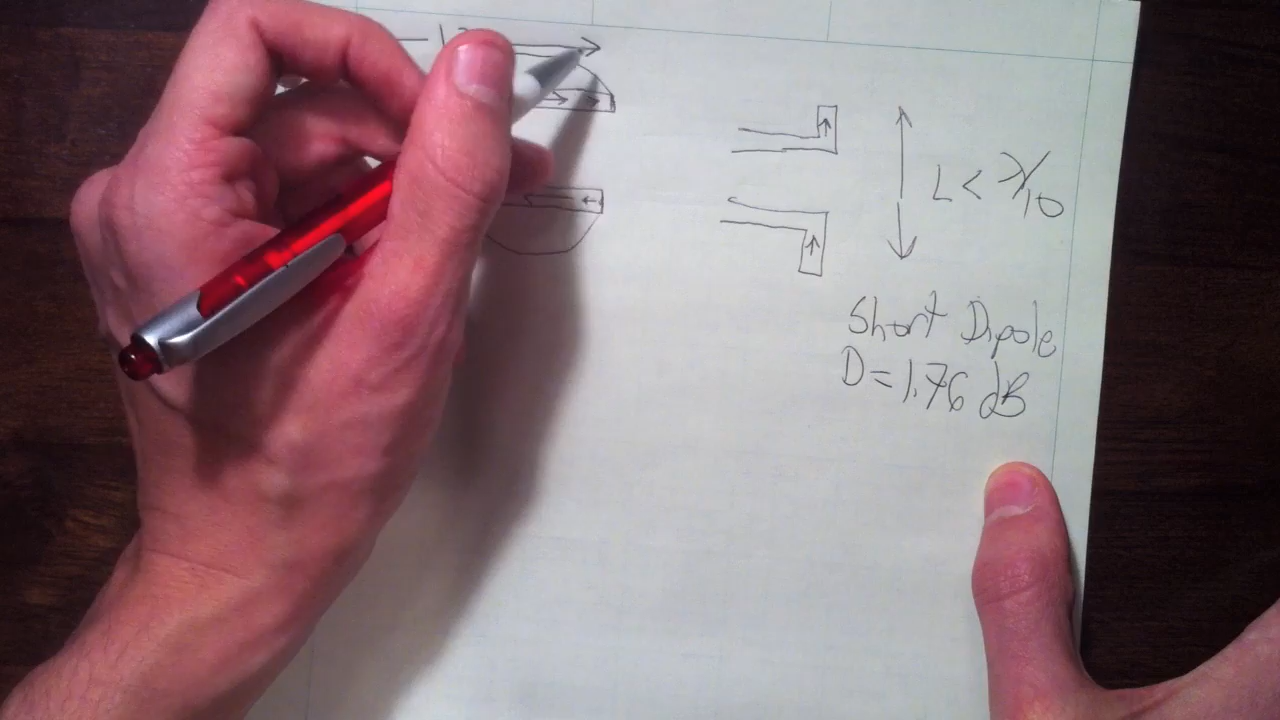 L < λ/10
Short Dipole
D = 1.76 dB